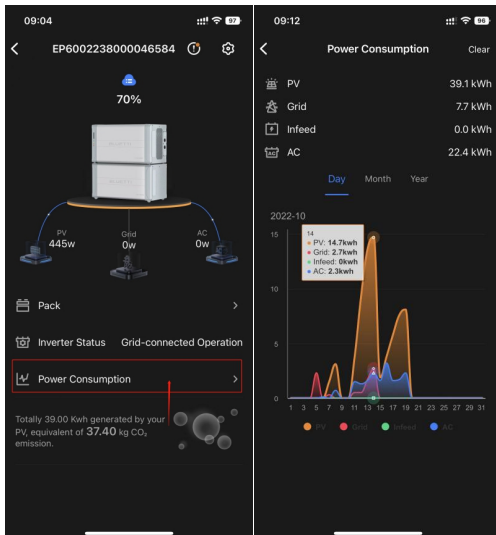 09:04
97
EP6002238000046584
70%
PV
445w
Grid
0w
AC
0w
Pack
Inverter Status Grid-connected Operation
Power Consumption
Totally 39.00 Kwh generated by your
PV, equivalent of 37.40 kg CO₂
emission.
09:12
96
Power Consumption Clear
PV 39.1 kWh
Grid 7.7 kWh
Infeed 0.0 kWh
AC 22.4 kWh
Day Month Year
2022-10
14
PV: 14.7kwh
Grid: 2.7kwh
Infeed: 0kwh
AC: 2.3kwh
15
10
5
0
1 3 5 7 9 11 13 15 17 19 21 23 25 27 29 31
PV Grid Infeed AC